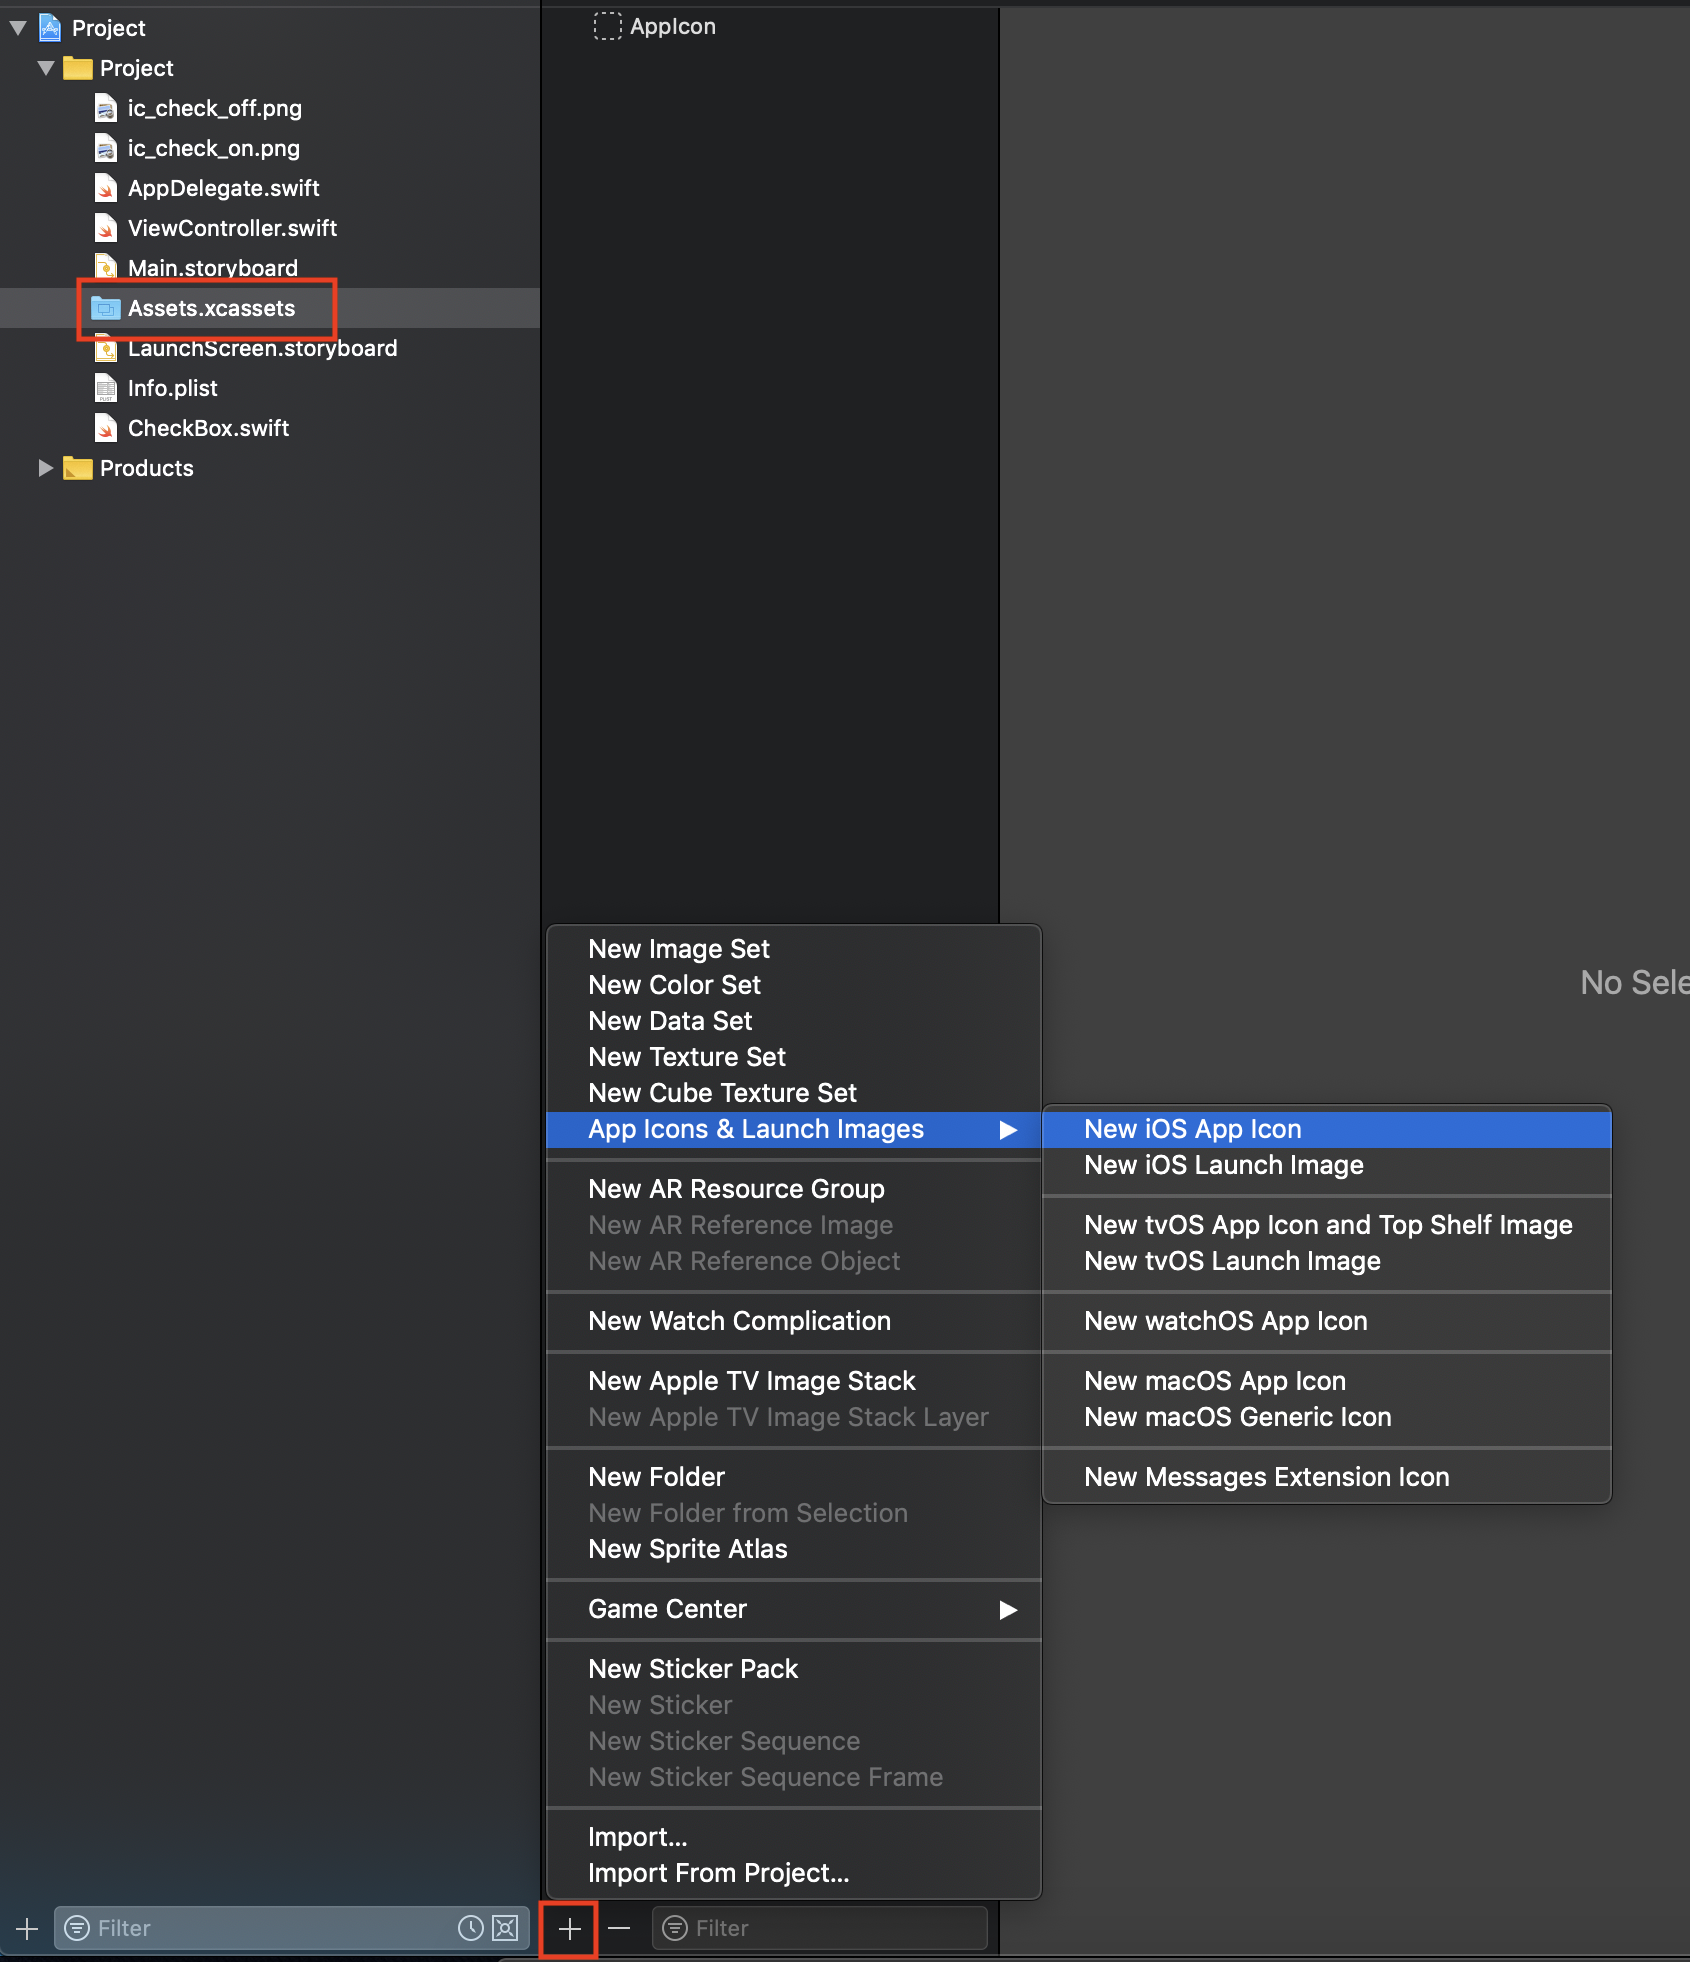 Project
Project
ic_check_off.png
ic_check_on.png
AppDelegate.swift
ViewController.swift
Main.storyboard
Assets.xcassets
LaunchScreen.storyboard
Info.plist
CheckBox.swift
Products
Filter
AppIcon
No Sele
New Image Set
New Color Set
New Data Set
New Texture Set
New Cube Texture Set
App Icons & Launch Images
New AR Resource Group
New AR Reference Image
New AR Reference Object
New Watch Complication
New Apple TV Image Stack
New Apple TV Image Stack Layer
New Folder
New Folder from Selection
New Sprite Atlas
Game Center
New Sticker Pack
New Sticker
New Sticker Sequence
New Sticker Sequence Frame
Import...
Import From Project...
New iOS App Icon
New iOS Launch Image
New tvOS App Icon and Top Shelf Image
New tvOS Launch Image
New watchOS App Icon
New macOS App Icon
New macOS Generic Icon
New Messages Extension Icon
Filter